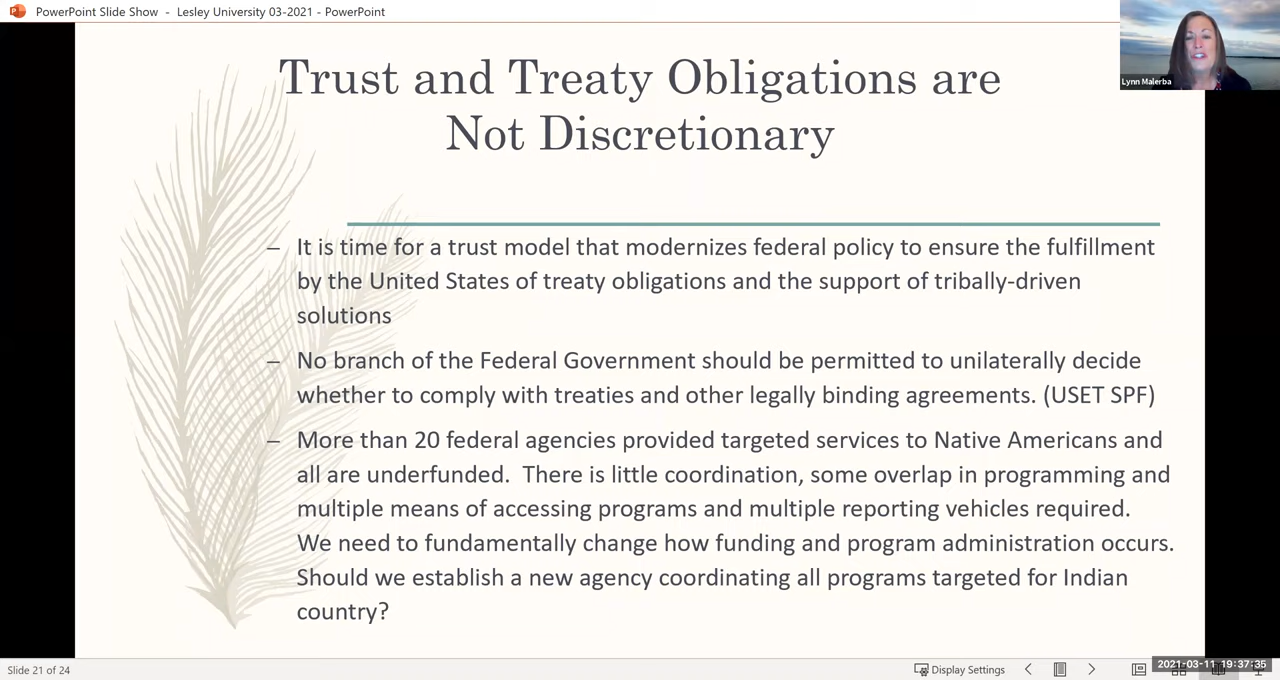 PowerPoint Slide Show - Lesley University 03-2021 - PowerPoint
Lynn Malerba
Trust and Treaty Obligations are
Not Discretionary
– It is time for a trust model that modernizes federal policy to ensure the fulfillment
by the United States of treaty obligations and the support of tribally-driven
solutions
– No branch of the Federal Government should be permitted to unilaterally decide
whether to comply with treaties and other legally binding agreements. (USET SPF)
– More than 20 federal agencies provided targeted services to Native Americans and
all are underfunded.  There is little coordination, some overlap in programming and
multiple means of accessing programs and multiple reporting vehicles required.
We need to fundamentally change how funding and program administration occurs.
Should we establish a new agency coordinating all programs targeted for Indian
country?
Slide 21 of 24
Display Settings
2021-03-11 19:37:35